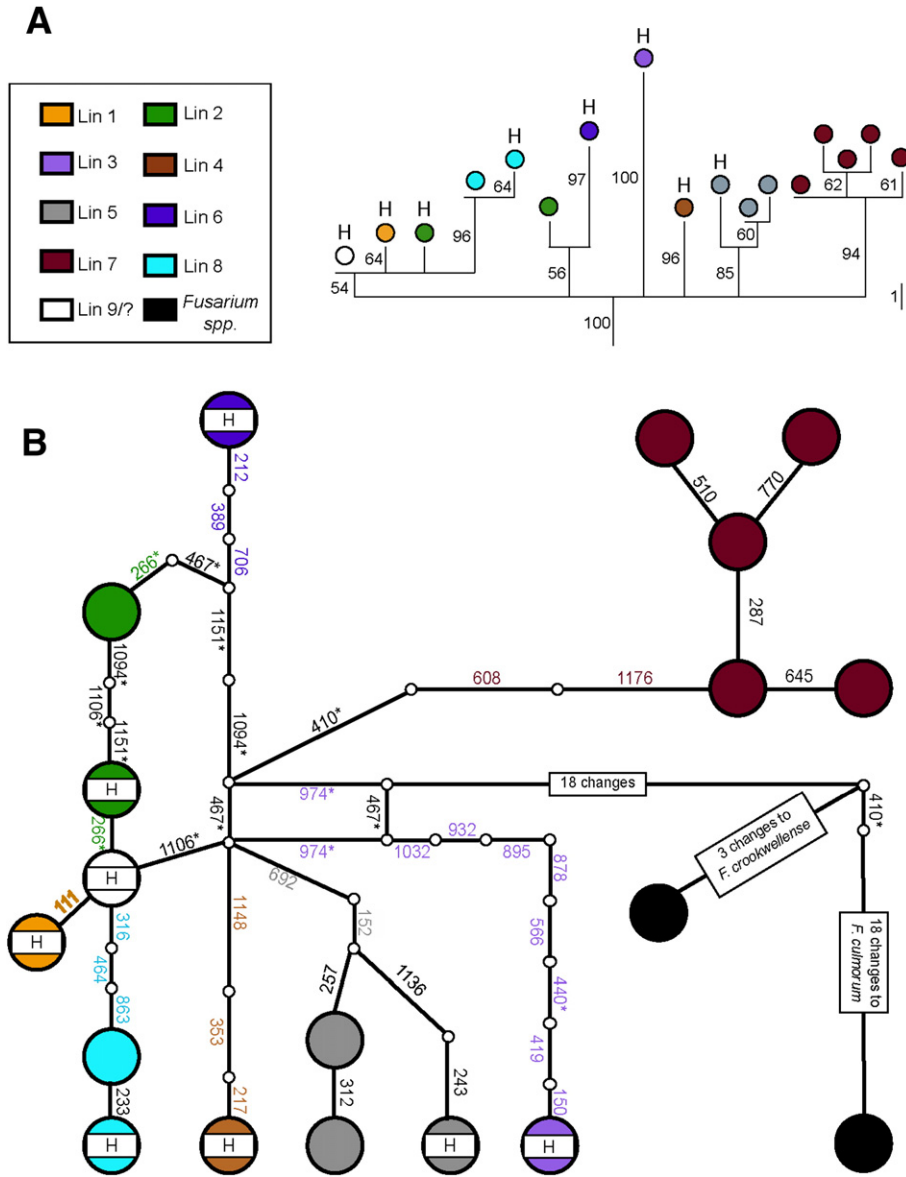 A
Lin 1
Lin 2
Lin 3
Lin 4
Lin 5
Lin 6
Lin 7
Lin 8
Lin 9/?
Fusarium
spp.
H
H
H
H
H
H
H
H
100
64
97
62
61
64
96
60
54
56
96
85
94
1
100
B
H
212
389
706
266*
467*
1151*
1094*
1094*
1106*
1151*
H
266*
1106*
H
111
H
316
464
863
233
H
467*
1148
353
217
H
692
152
257
312
1136
243
H
410*
608
1176
510
770
287
645
974*
467*
974*
1032
932
895
878
566
440*
419
150
H
18 changes
3 changes to
F. crookwellense
410*
18 changes to
F. culmorum